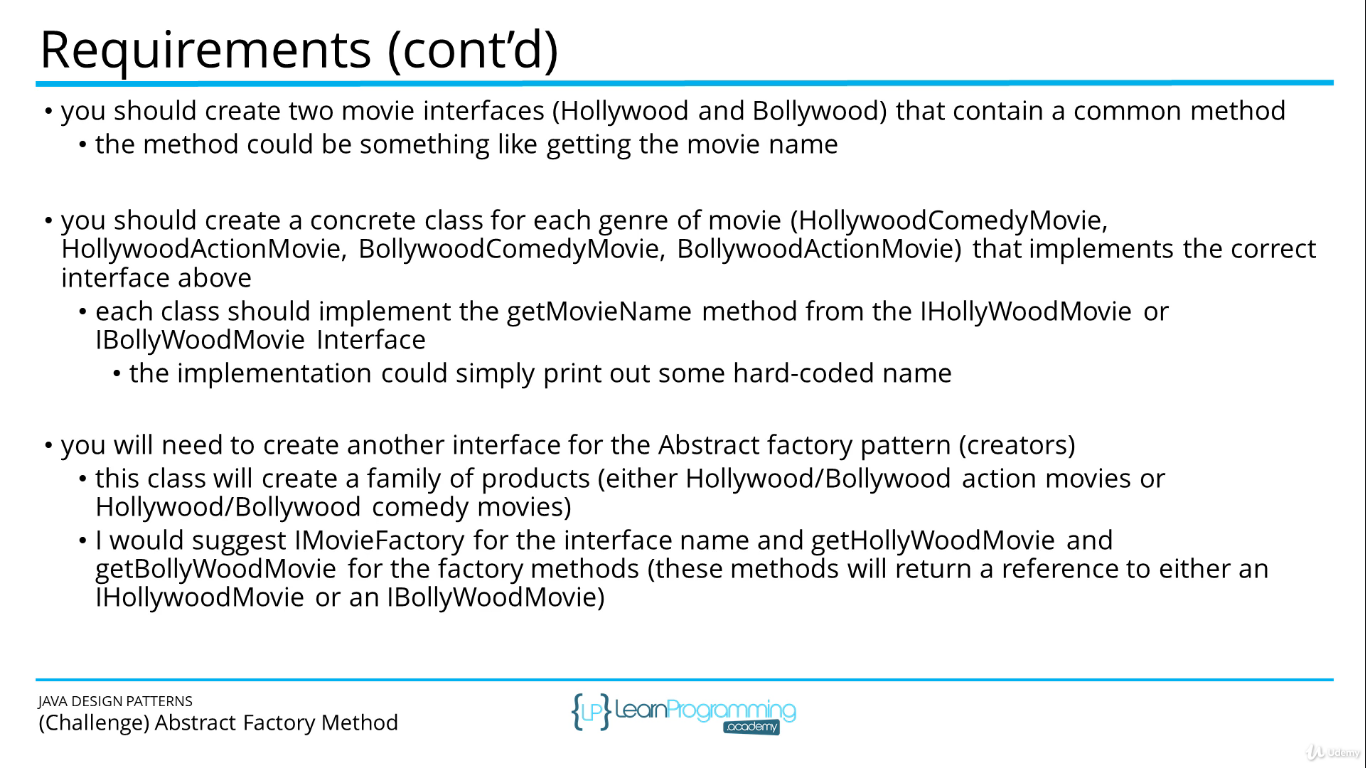 Requirements (cont’d)
• you should create two movie interfaces (Hollywood and Bollywood) that contain a common method
• the method could be something like getting the movie name
• you should create a concrete class for each genre of movie (HollywoodComedyMovie,
HollywoodActionMovie, BollywoodComedyMovie, BollywoodActionMovie) that implements the correct
interface above
• each class should implement the getMovieName method from the IHollyWoodMovie or
IBollyWoodMovie Interface
• the implementation could simply print out some hard-coded name
• you will need to create another interface for the Abstract factory pattern (creators)
• this class will create a family of products (either Hollywood/Bollywood action movies or
Hollywood/Bollywood comedy movies)
• I would suggest IMovieFactory for the interface name and getHollyWoodMovie and
getBollyWoodMovie for the factory methods (these methods will return a reference to either an
IHollywoodMovie or an IBollyWoodMovie)
JAVA DESIGN PATTERNS
(Challenge) Abstract Factory Method
{LP} LearnProgramming
.academy
Udemy